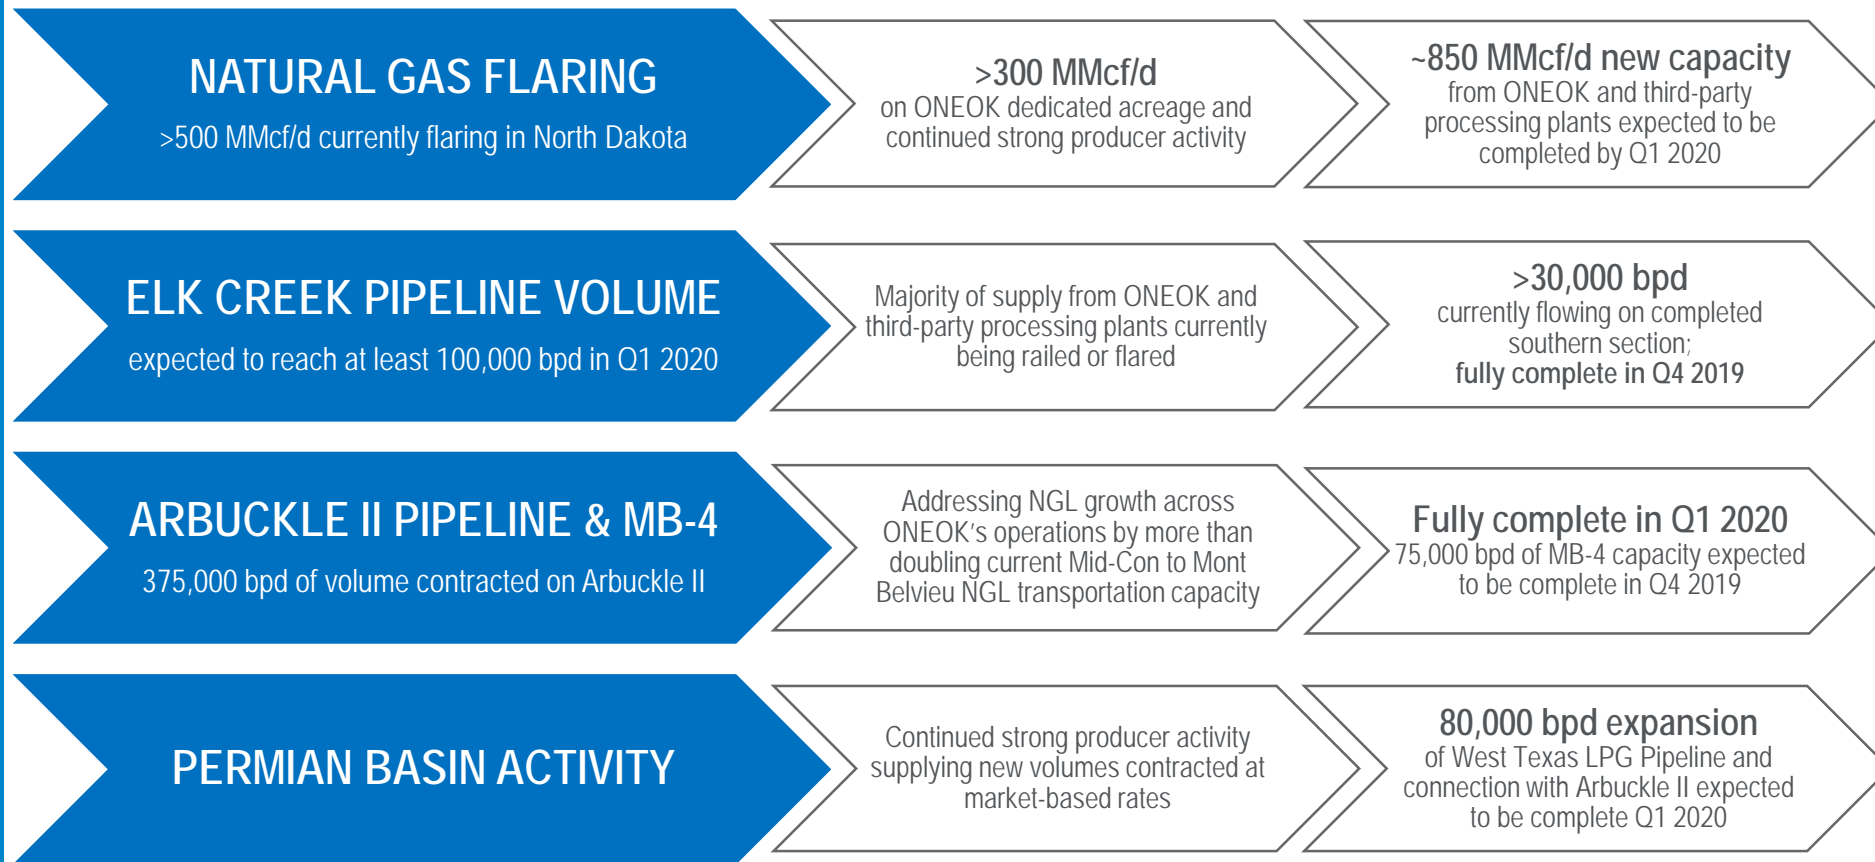 NATURAL GAS FLARING
>500 MMcf/d currently flaring in North Dakota
>300 MMcf/d
on ONEOK dedicated acreage and
continued strong producer activity
~850 MMcf/d new capacity
from ONEOK and third-party
processing plants expected to be
completed by Q1 2020
ELK CREEK PIPELINE VOLUME
expected to reach at least 100,000 bpd in Q1 2020
Majority of supply from ONEOK and
third-party processing plants currently
being railed or flared
>30,000 bpd
currently flowing on completed
southern section;
fully complete in Q4 2019
ARBUCKLE II PIPELINE & MB-4
375,000 bpd of volume contracted on Arbuckle II
Addressing NGL growth across
ONEOK's operations by more than
doubling current Mid-Con to Mont
Belvieu NGL transportation capacity
Fully complete in Q1 2020
75,000 bpd of MB-4 capacity expected
to be complete in Q4 2019
PERMIAN BASIN ACTIVITY
Continued strong producer activity
supplying new volumes contracted at
market-based rates
80,000 bpd expansion
of West Texas LPG Pipeline and
connection with Arbuckle II expected
to be complete Q1 2020